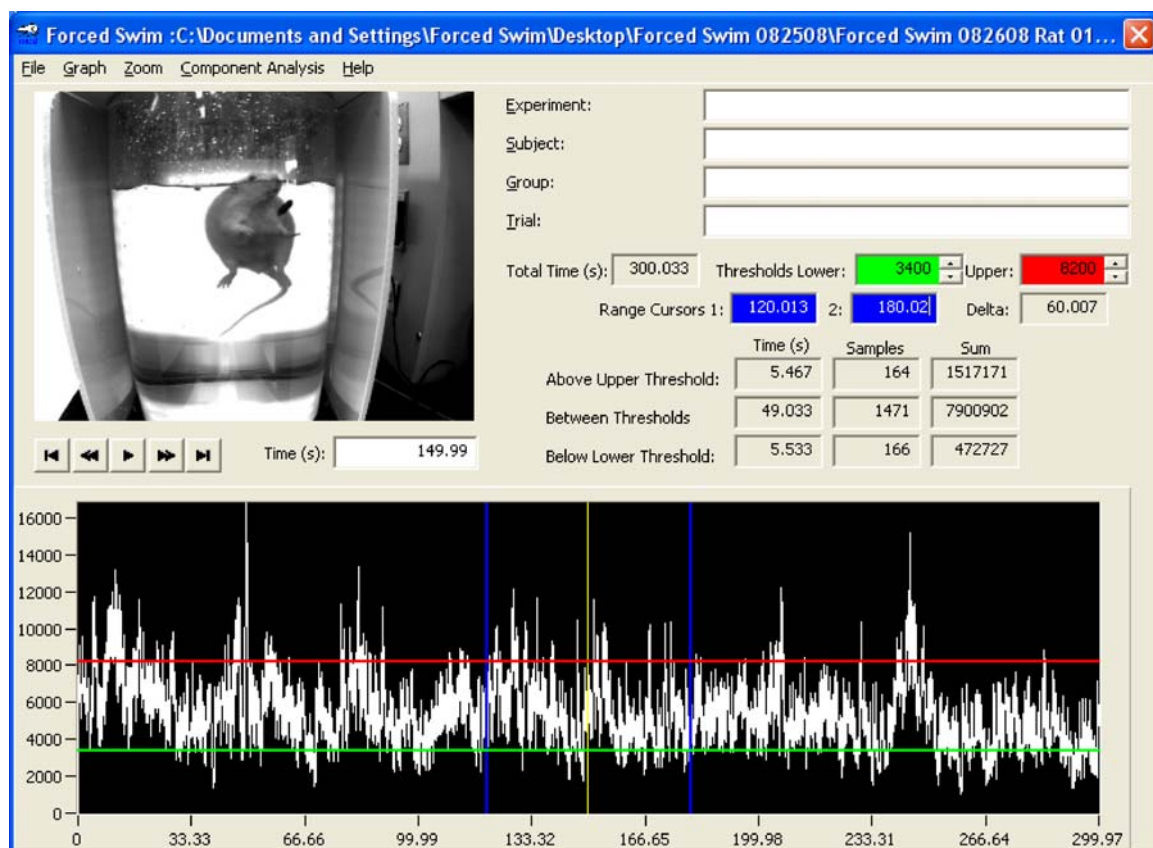 Forced Swim :C:\Documents and Settings\Forced Swim\Desktop\Forced Swim 082508\Forced Swim 082608 Rat 01...
File Graph Zoom Component Analysis Help
Experiment:
Subject:
Group:
Trial:
Total Time (s): 300.033 Thresholds Lower: 3400 Upper: 8200
Range Cursors 1: 120.013 2: 180.02 Delta: 60.007
Time (s) Samples Sum
Above Upper Threshold: 5.467 164 1517171
Between Thresholds 49.033 1471 7900902
Below Lower Threshold: 5.533 166 472727
Time (s): 149.99
16000
14000
12000
10000
8000
6000
4000
2000
0
0 33.33 66.66 99.99 133.32 166.65 199.98 233.31 266.64 299.97